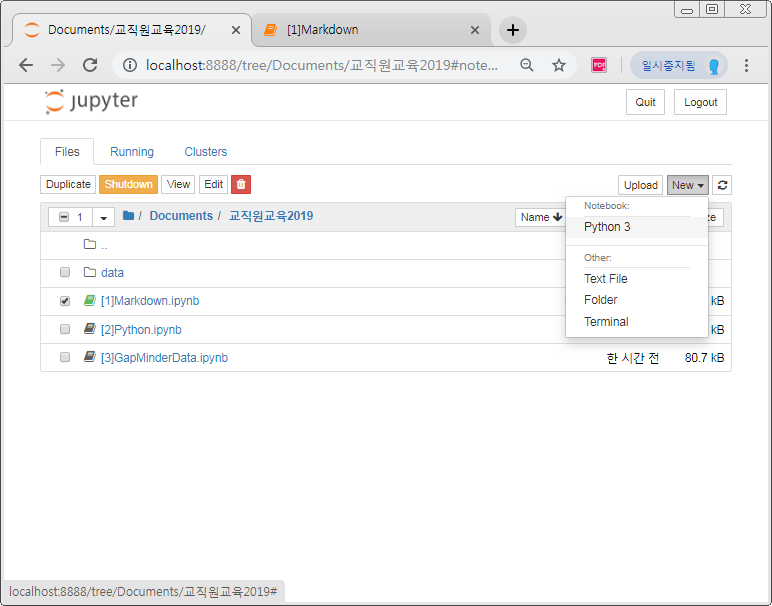 Documents/교직원교육2019/
[1]Markdown
localhost:8888/tree/Documents/교직원교육2019#note...
PDF
일시중지됨
jupyter
Quit
Logout
Files
Running
Clusters
Duplicate
Shutdown
View
Edit
Upload
New
1
/ Documents / 교직원교육2019
Name
ze
Notebook:
Python 3
Other:
Text File
Folder
Terminal
..
data
[1]Markdown.ipynb
kB
[2]Python.ipynb
kB
[3]GapMinderData.ipynb
한 시간 전
80.7 kB
localhost:8888/tree/Documents/교직원교육2019#